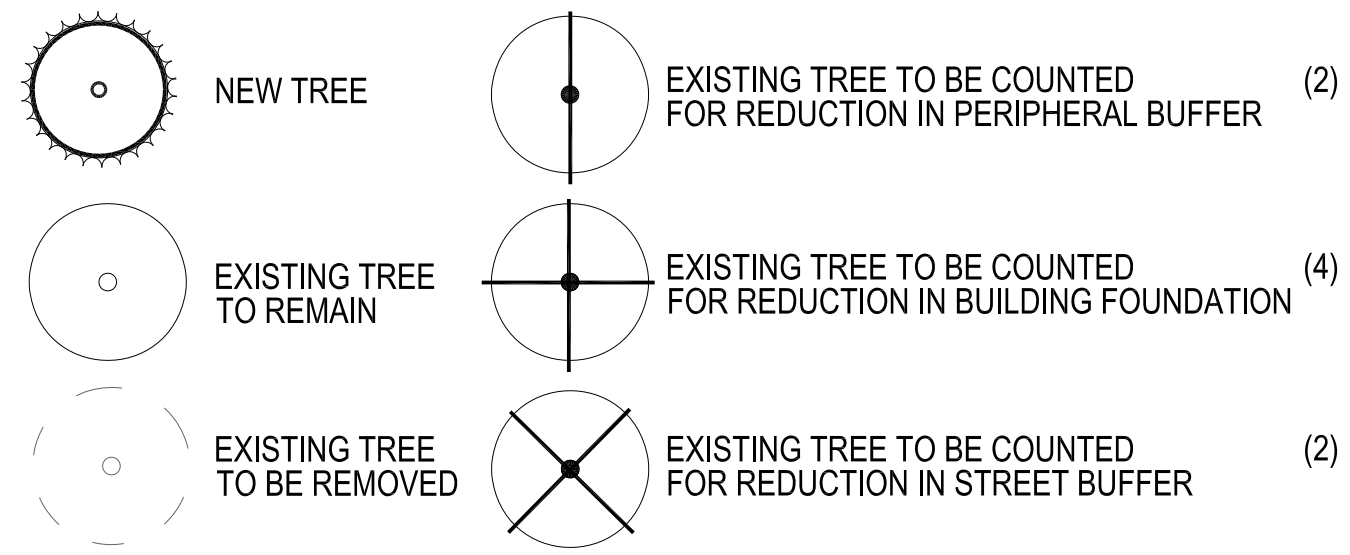 NEW TREE
EXISTING TREE TO BE COUNTED (2)
FOR REDUCTION IN PERIPHERAL BUFFER
EXISTING TREE
TO REMAIN
EXISTING TREE TO BE COUNTED (4)
FOR REDUCTION IN BUILDING FOUNDATION
EXISTING TREE
TO BE REMOVED
EXISTING TREE TO BE COUNTED (2)
FOR REDUCTION IN STREET BUFFER